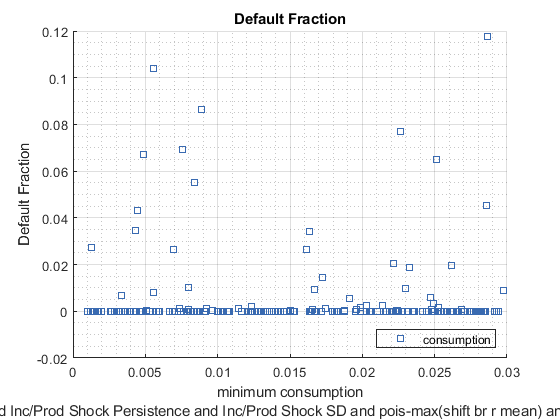 Default Fraction
0.12
0.1
0.08
0.06
0.04
0.02
0
-0.02
Default Fraction
consumption
0 0.005 0.01 0.015 0.02 0.025 0.03
minimum consumption
d Inc/Prod Shock Persistence and Inc/Prod Shock SD and pois-max(shift br r mean) ar